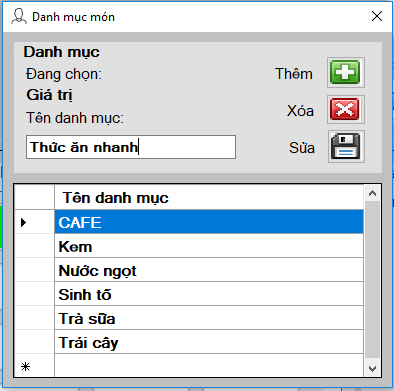 Danh mục món
Danh mục
Đang chọn:
Thêm
Giá trị
Xóa
Tên danh mục:
Thức ăn nhanh
Sửa
Tên danh mục
CAFE
Kem
Nước ngọt
Sinh tố
Trà sữa
Trái cây